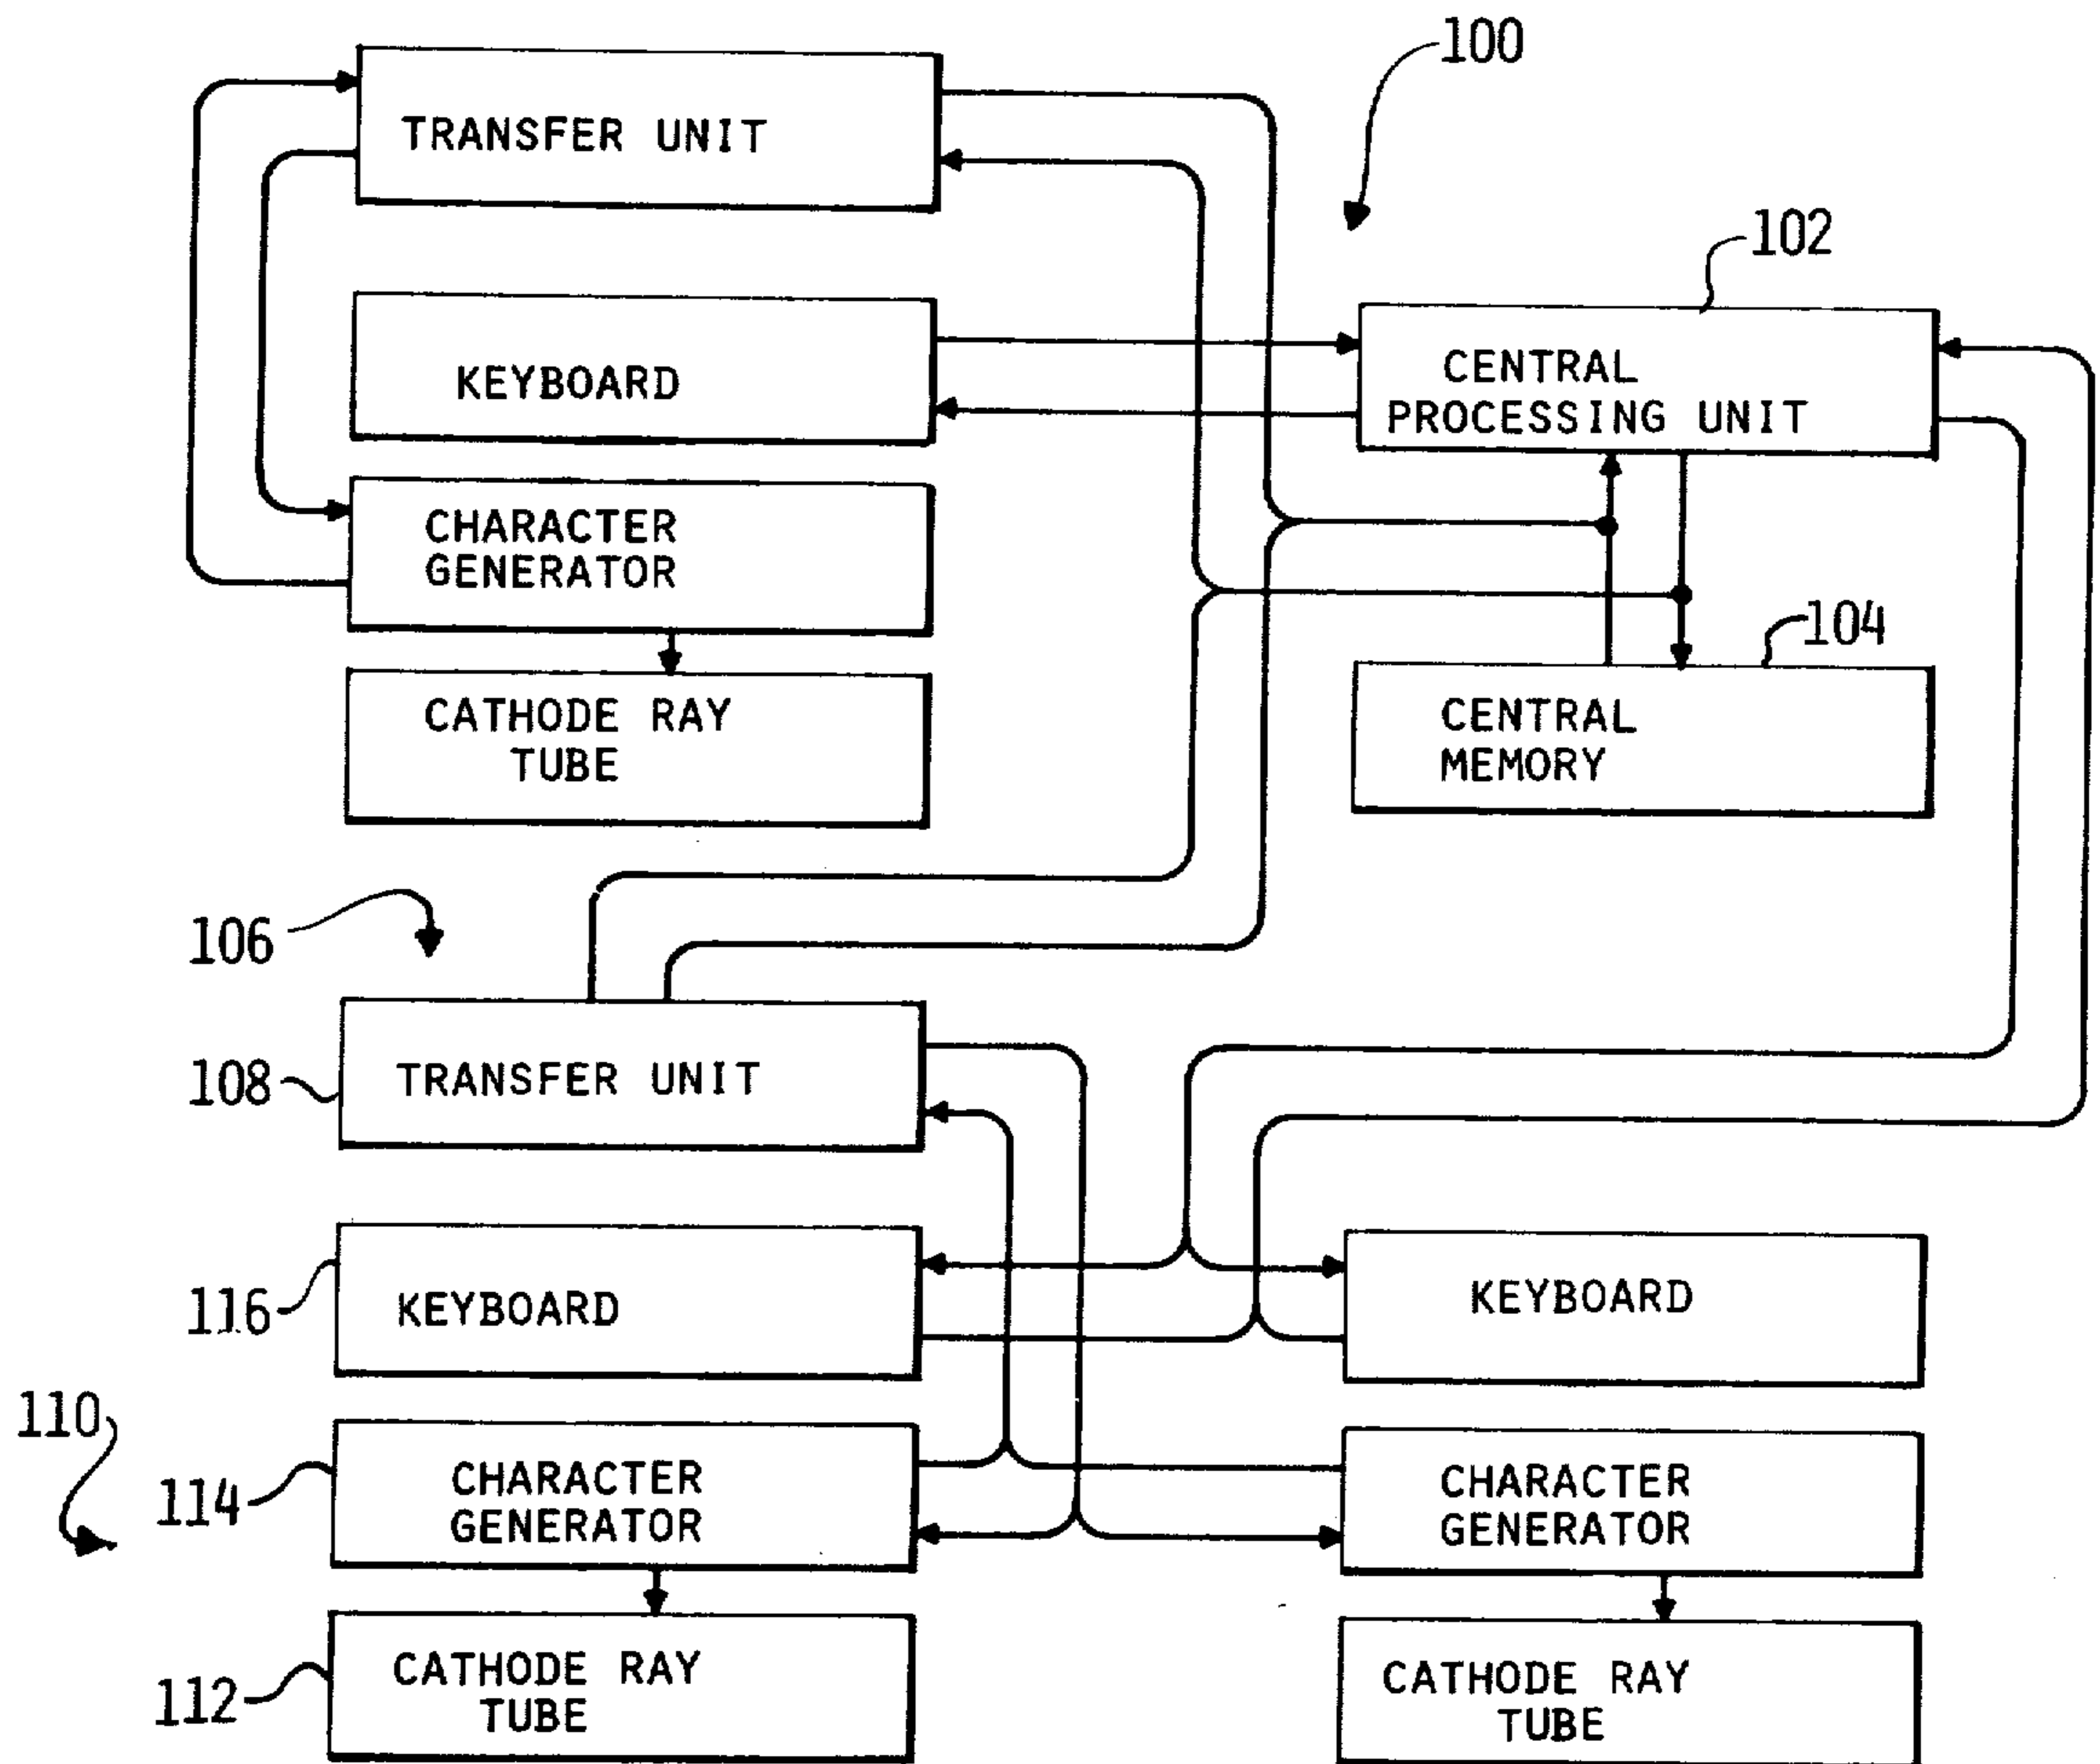 100
TRANSFER UNIT
102
KEYBOARD
CENTRAL
PROCESSING UNIT
CHARACTER
GENERATOR
104
CATHODE RAY
TUBE
CENTRAL
MEMORY
106
108
TRANSFER UNIT
116
KEYBOARD
KEYBOARD
110
114
CHARACTER
GENERATOR
CHARACTER
GENERATOR
112
CATHODE RAY
TUBE
CATHODE RAY
TUBE